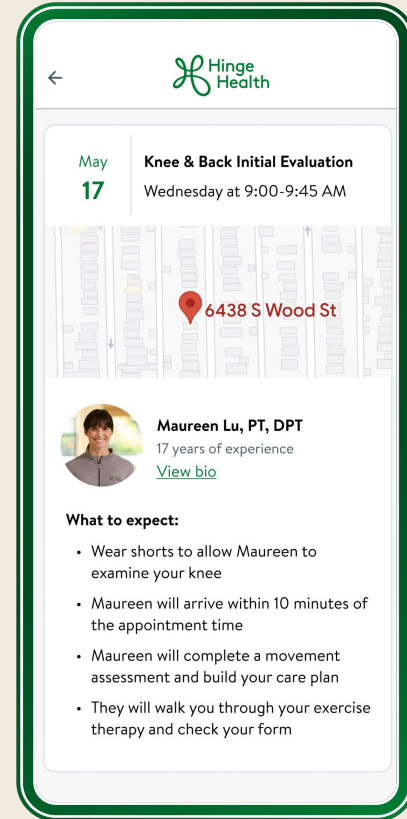 Hinge
Health
May
17
Knee & Back Initial Evaluation
Wednesday at 9:00-9:45 AM
6438 S Wood St
Maureen Lu, PT, DPT
17 years of experience
View bio
What to expect:
• Wear shorts to allow Maureen to
examine your knee
• Maureen will arrive within 10 minutes of
the appointment time
• Maureen will complete a movement
assessment and build your care plan
• They will walk you through your exercise
therapy and check your form